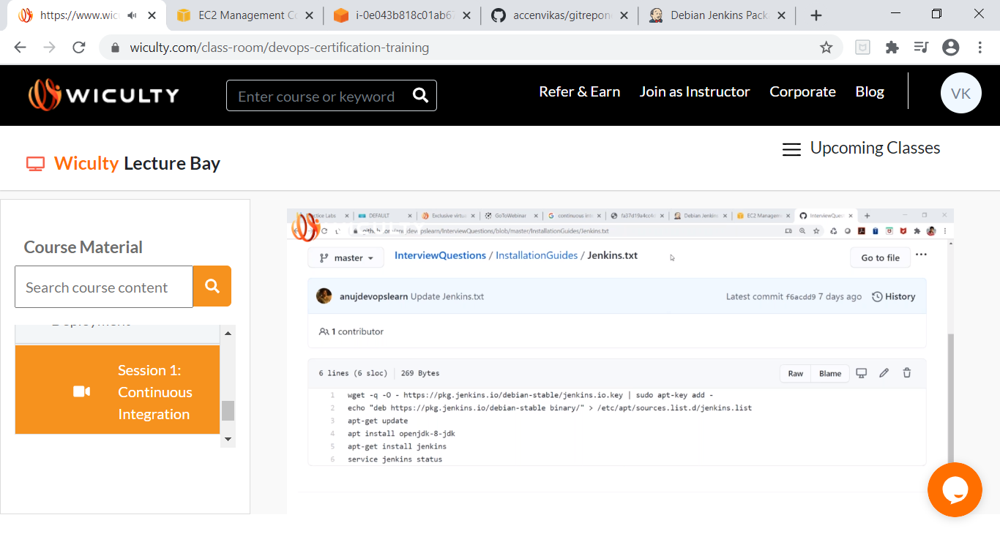 https://www.wic
EC2 Management Co
i-0e043b818c01ab67
accenvikas/gitrepon
Debian Jenkins Pack
wiculty.com/class-room/devops-certification-training
WICULTY
Enter course or keyword
Refer & Earn
Join as Instructor
Corporate
Blog
VK
Wiculty Lecture Bay
Upcoming Classes
Course Material
Search course content
Session 1:
Continuous
Integration
Practice Labs
DEFAULT
Exclusive virtu
GoToWebinar
continuous int
fa37d19a4cc4
Debian Jenkin
EC2 Managem
InterviewQues
pslearn/InterviewQuestions/blob/master/InstallationGuides/Jenkins.txt
master
InterviewQuestions / InstallationGuides / Jenkins.txt
Go to file
anujdevopslearn Update Jenkins.txt
Latest commit f6acdd9 7 days ago
History
1 contributor
6 lines (6 sloc)
269 Bytes
Raw
Blame
1 wget -q -O - https://pkg.jenkins.io/debian-stable/jenkins.io.key | sudo apt-key add -
2 echo "deb https://pkg.jenkins.io/debian-stable binary/" > /etc/apt/sources.list.d/jenkins.list
3 apt-get update
4 apt install openjdk-8-jdk
5 apt-get install jenkins
6 service jenkins status